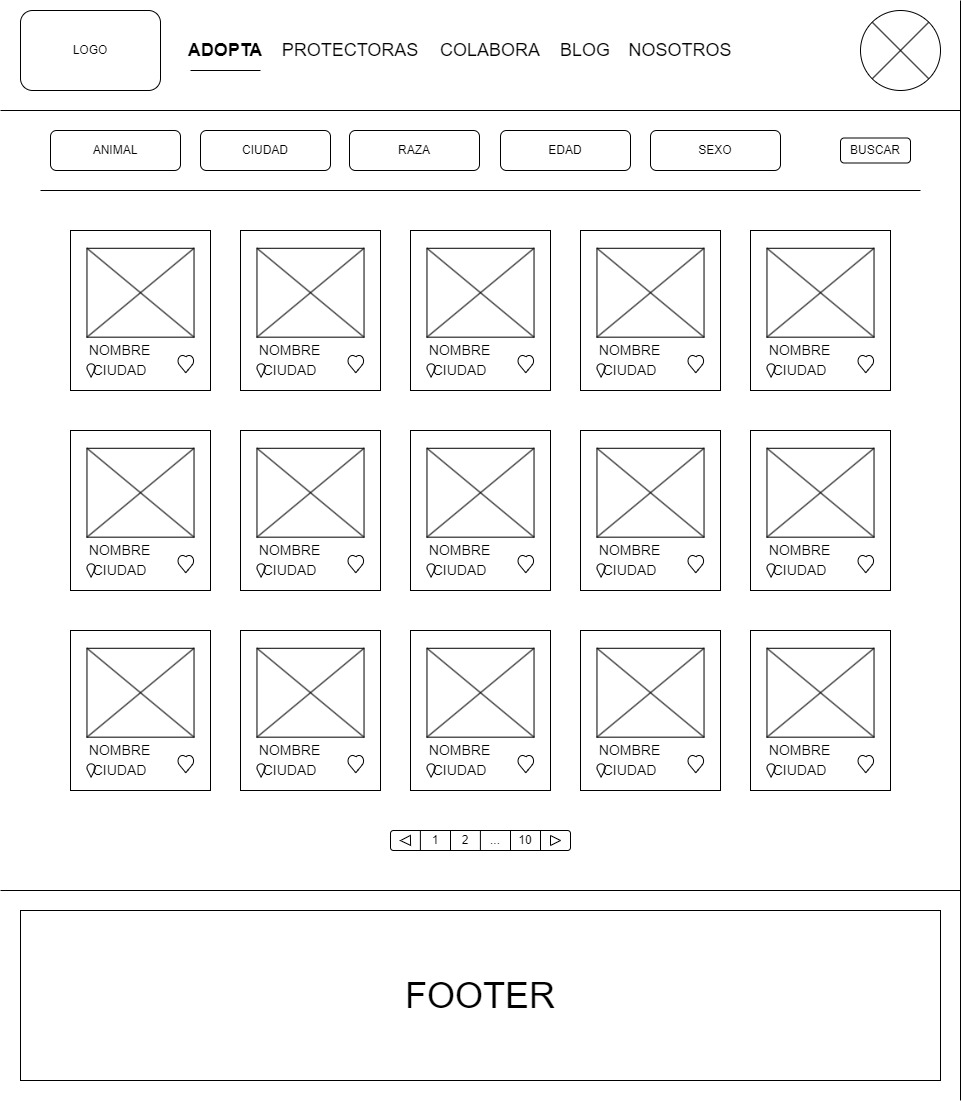 LOGO
ADOPTA PROTECTORAS COLABORA BLOG NOSOTROS
ANIMAL CIUDAD RAZA EDAD SEXO BUSCAR
NOMBRE NOMBRE NOMBRE NOMBRE NOMBRE
CIUDAD CIUDAD CIUDAD CIUDAD CIUDAD
NOMBRE NOMBRE NOMBRE NOMBRE NOMBRE
CIUDAD CIUDAD CIUDAD CIUDAD CIUDAD
NOMBRE NOMBRE NOMBRE NOMBRE NOMBRE
CIUDAD CIUDAD CIUDAD CIUDAD CIUDAD
1 2 ... 10
FOOTER